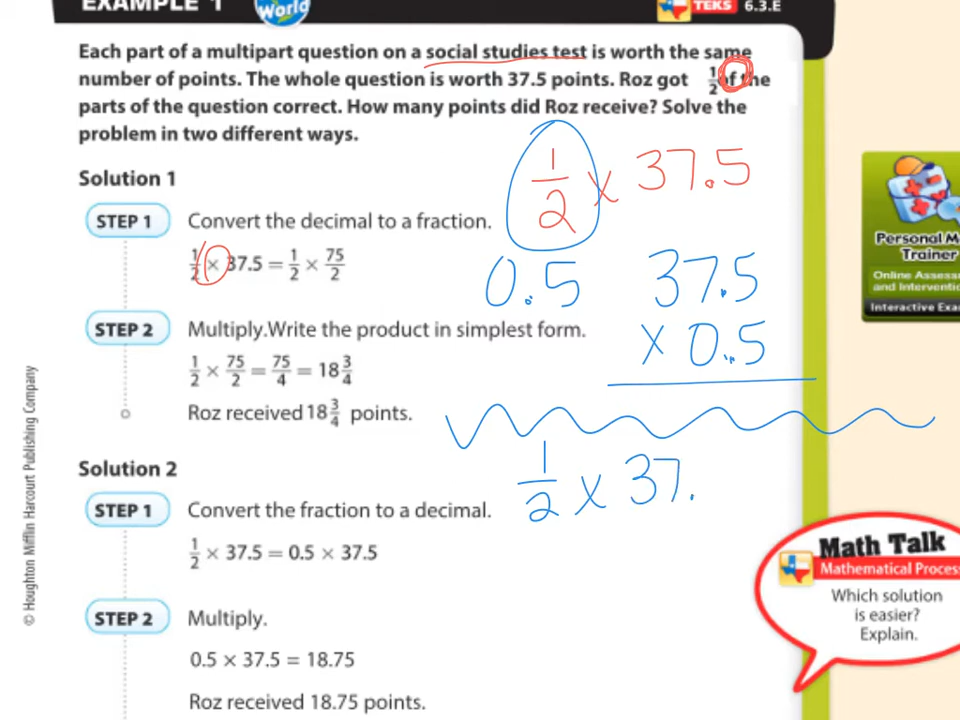 EXAMPLE 1
World
TEKS 6.3.E
Each part of a multipart question on a social studies test is worth the same
number of points. The whole question is worth 37.5 points. Roz got 1/2 of the
parts of the question correct. How many points did Roz receive? Solve the
problem in two different ways.
1/2 × 37.5
Solution 1
STEP 1 Convert the decimal to a fraction.
1/2 × 37.5 = 1/2 × 75/2
0.5
37.5
× 0.5
STEP 2 Multiply.Write the product in simplest form.
1/2 × 75/2 = 75/4 = 18 3/4
Roz received 18 3/4 points.
1/2 × 37.
Solution 2
STEP 1 Convert the fraction to a decimal.
1/2 × 37.5 = 0.5 × 37.5
STEP 2 Multiply.
0.5 × 37.5 = 18.75
Roz received 18.75 points.
Personal M
Trainer
Online Assess
and Interventio
Interactive Exa
Math Talk
Mathematical Proces
Which solution
is easier?
Explain.
© Houghton Mifflin Harcourt Publishing Company